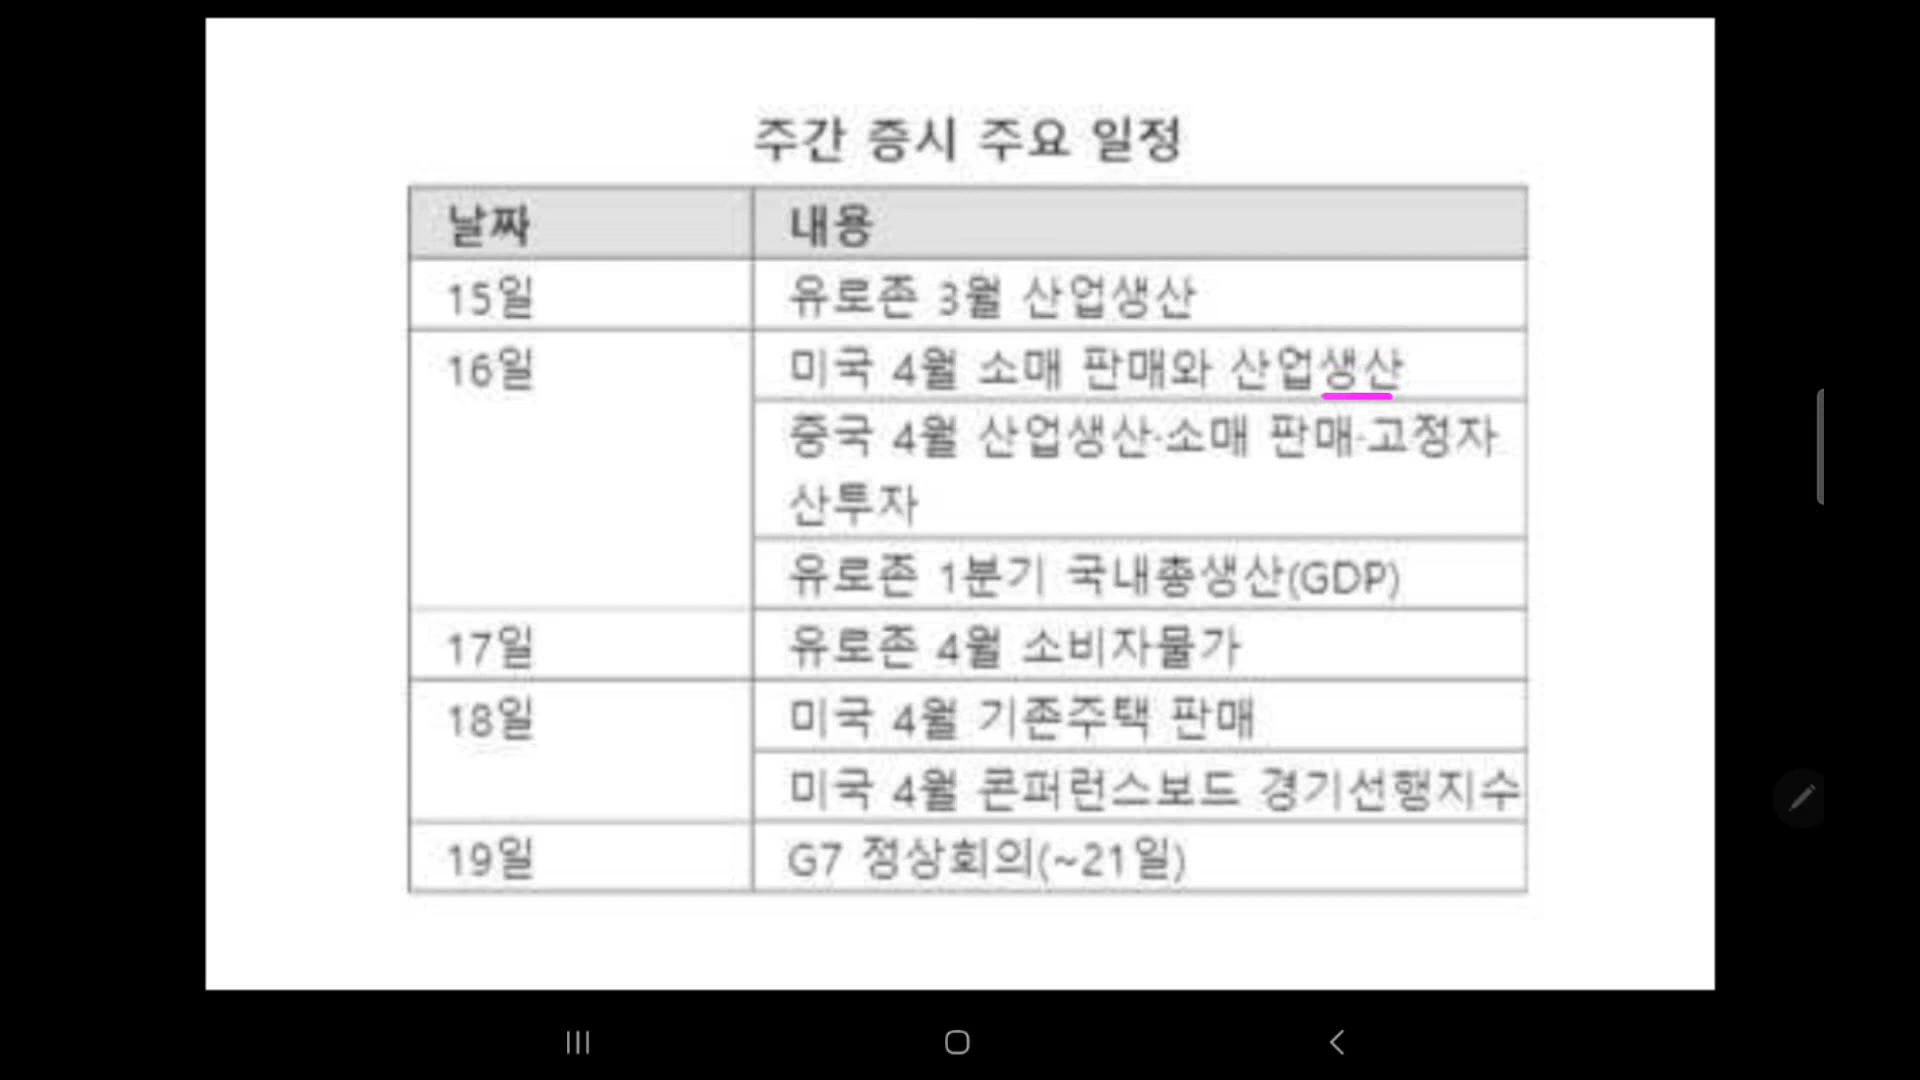 주간 증시 주요 일정
날짜 내용
15일 유로존 3월 산업생산
16일 미국 4월 소매 판매와 산업생산
중국 4월 산업생산·소매 판매·고정자
산투자
유로존 1분기 국내총생산(GDP)
17일 유로존 4월 소비자물가
18일 미국 4월 기존주택 판매
미국 4월 콘퍼런스보드 경기선행지수
19일 G7 정상회의(~21일)